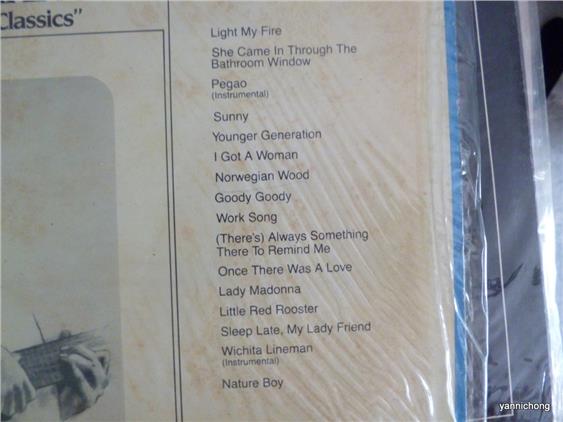 Classics"
Light My Fire
She Came In Through The
Bathroom Window
Pegao
(Instrumental)
Sunny
Younger Generation
I Got A Woman
Norwegian Wood
Goody Goody
Work Song
(There's) Always Something
There To Remind Me
Once There Was A Love
Lady Madonna
Little Red Rooster
Sleep Late, My Lady Friend
Wichita Lineman
(Instrumental)
Nature Boy
yannichong